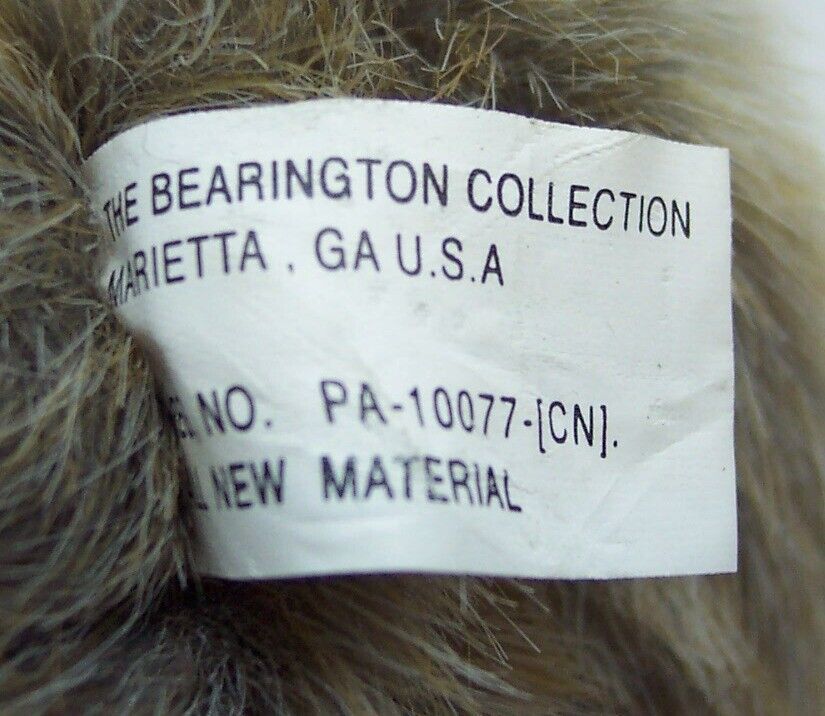 THE BEARINGTON COLLECTION
MARIETTA , GA U.S.A
NO. PA-10077-[CN].
NEW MATERIAL